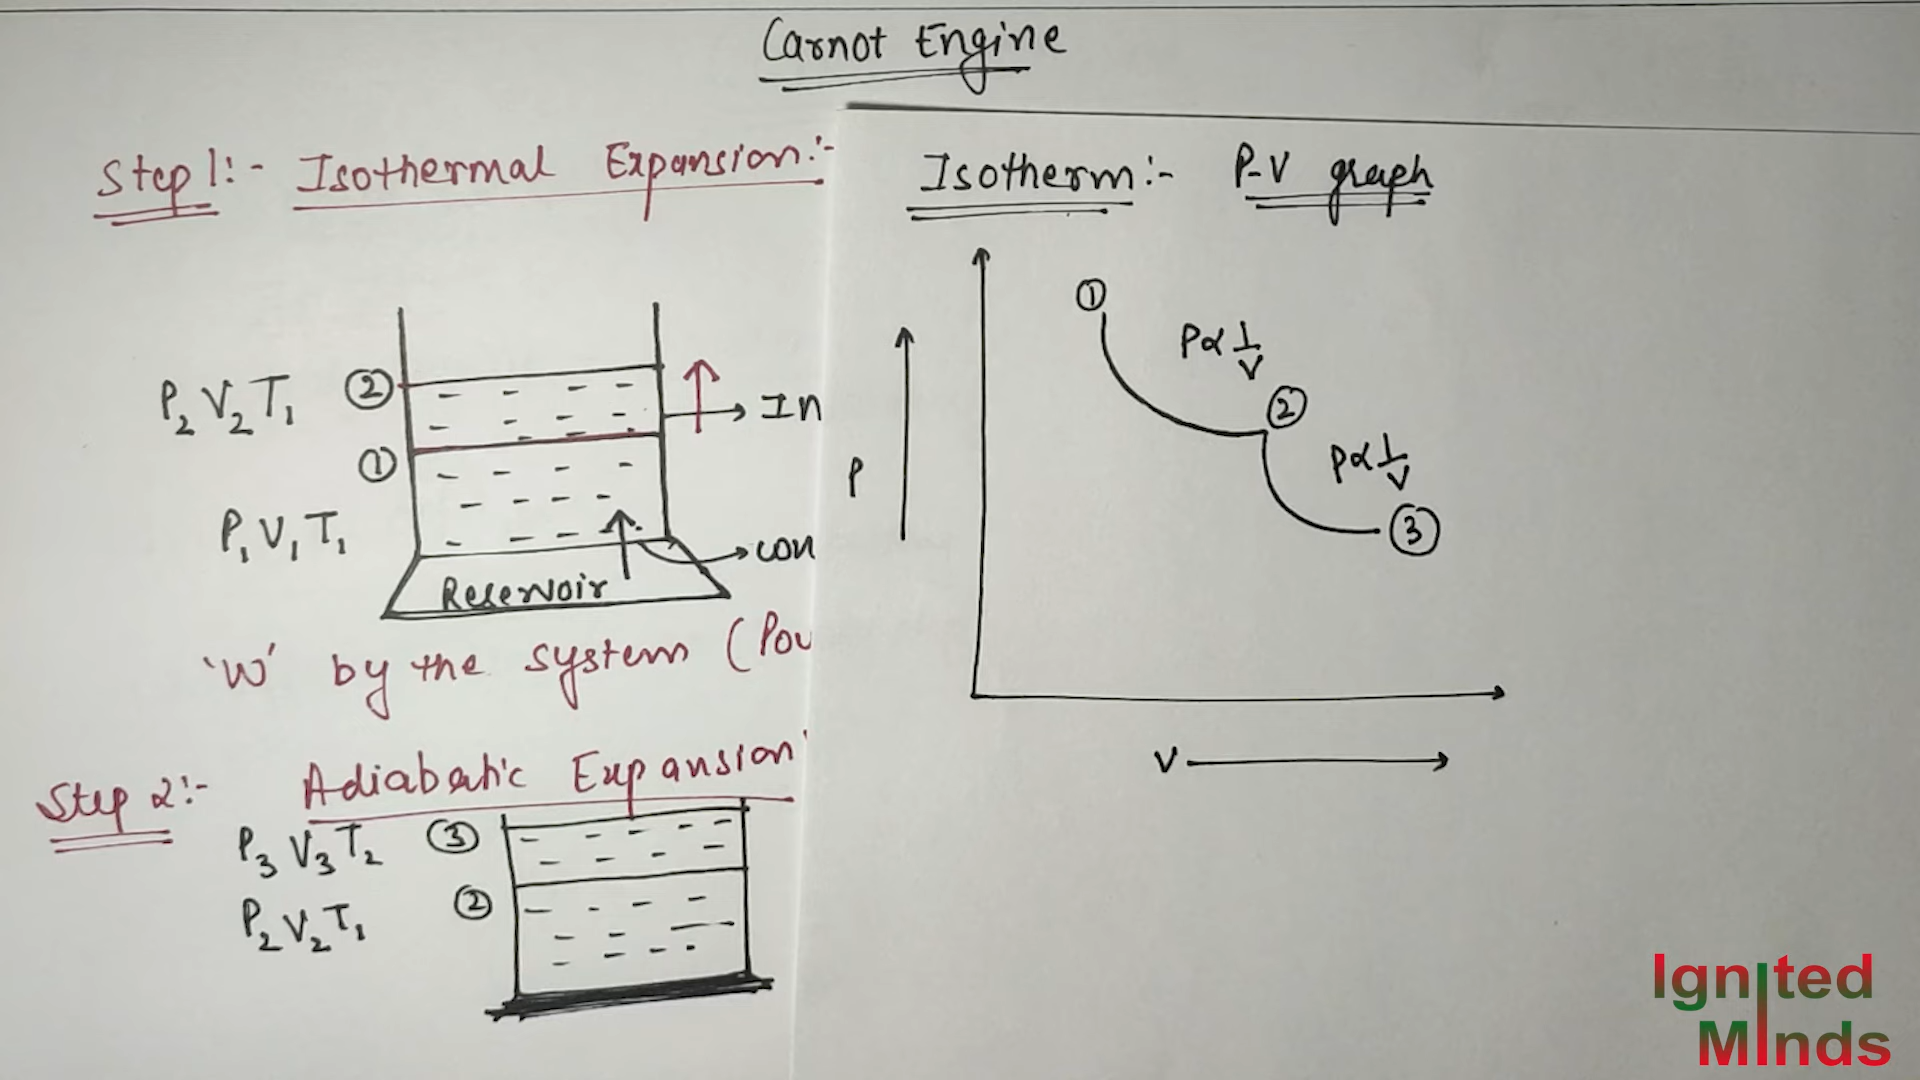 Carnot Engine
Step 1:- Isothermal Expansion:-
P₂ V₂ T₁ ②
①
P₁ V₁ T₁
Reservoir
→ In
→ con
'W' by the system (Pow
Step 2:- Adiabatic Expansion
P₃ V₃ T₂ ③
P₂ V₂ T₁ ②
Isotherm:- P-V graph
①
P∝ 1/V
②
P∝ 1/V
③
P
V
Ignited
Minds